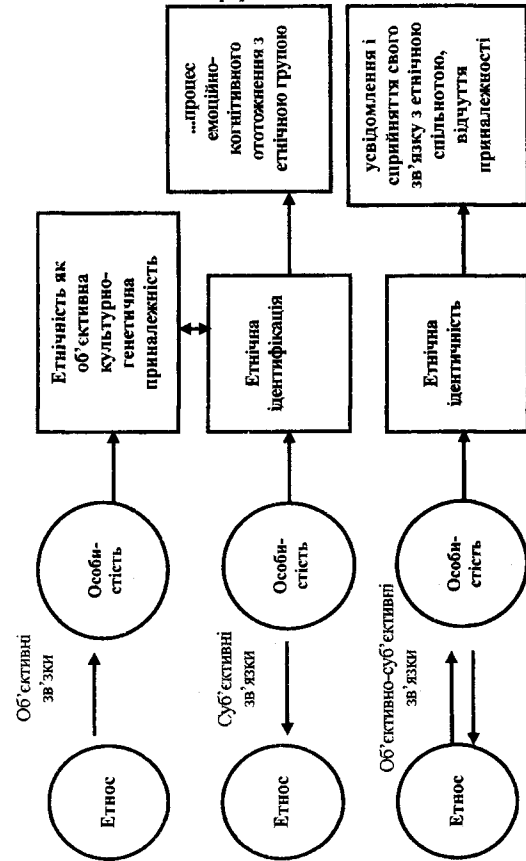 Етнос
Об’єктивні
зв’зки
Особи-
стість
Етнічність як
об’єктивна
культурно-
генетична
приналежність
Етнос
Суб’єктивні
зв’язки
Особи-
стість
Етнічна
ідентифікація
...процес
емоційно-
когнітивного
ототожнення з
етнічною групою
Етнос
Об’єктивно-суб’єктивні
зв’язки
Особи-
стість
Етнічна
ідентичність
усвідомлення і
сприйняття свого
зв’язку з етнічною
спільнотою,
відчуття
приналежності